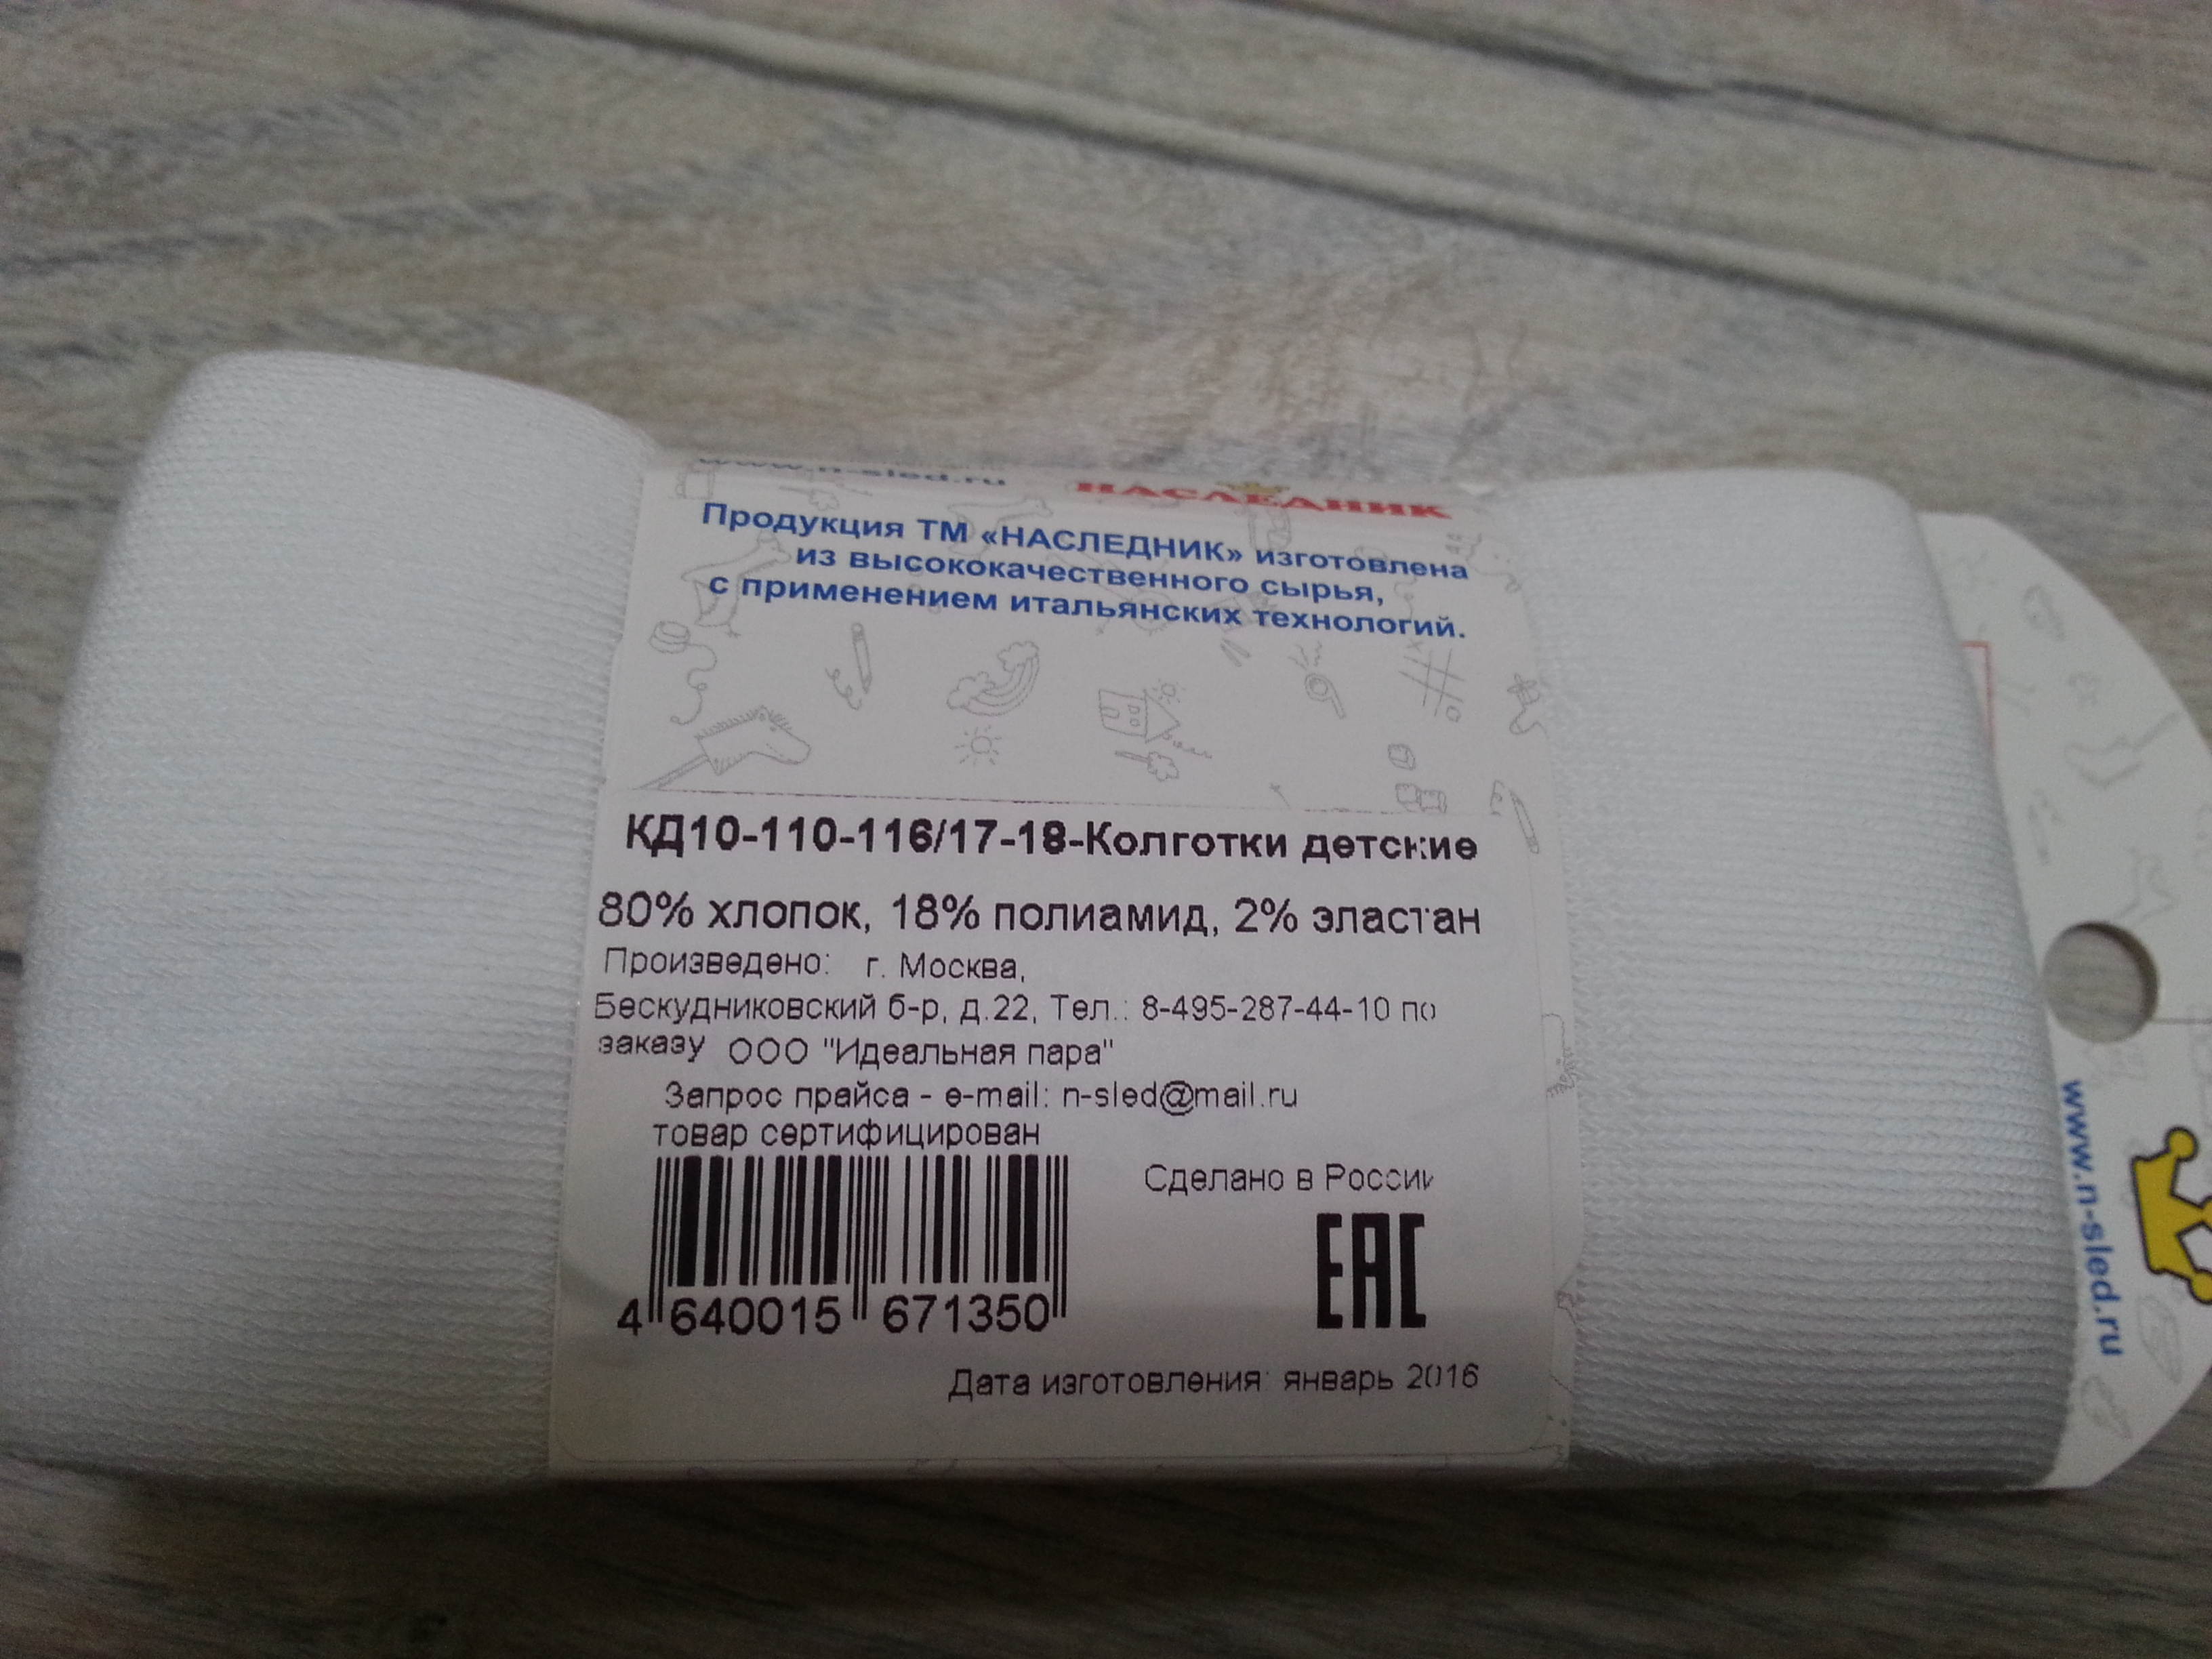 www.n-sled.ru
НАСЛЕДНИК
Продукция ТМ «НАСЛЕДНИК» изготовлена
из высококачественного сырья,
с применением итальянских технологий.
КД10-110-116/17-18-Колготки детские
80% хлопок, 18% полиамид, 2% эластан
Произведено: г. Москва,
Бескудниковский б-р, д.22, Тел.: 8-495-287-44-10 по
заказу ООО "Идеальная пара"
Запрос прайса - e-mail: n-sled@mail.ru
товар сертифицирован
Сделано в России
EAC
4 640015 671350
Дата изготовления: январь 2016
www.n-sled.ru